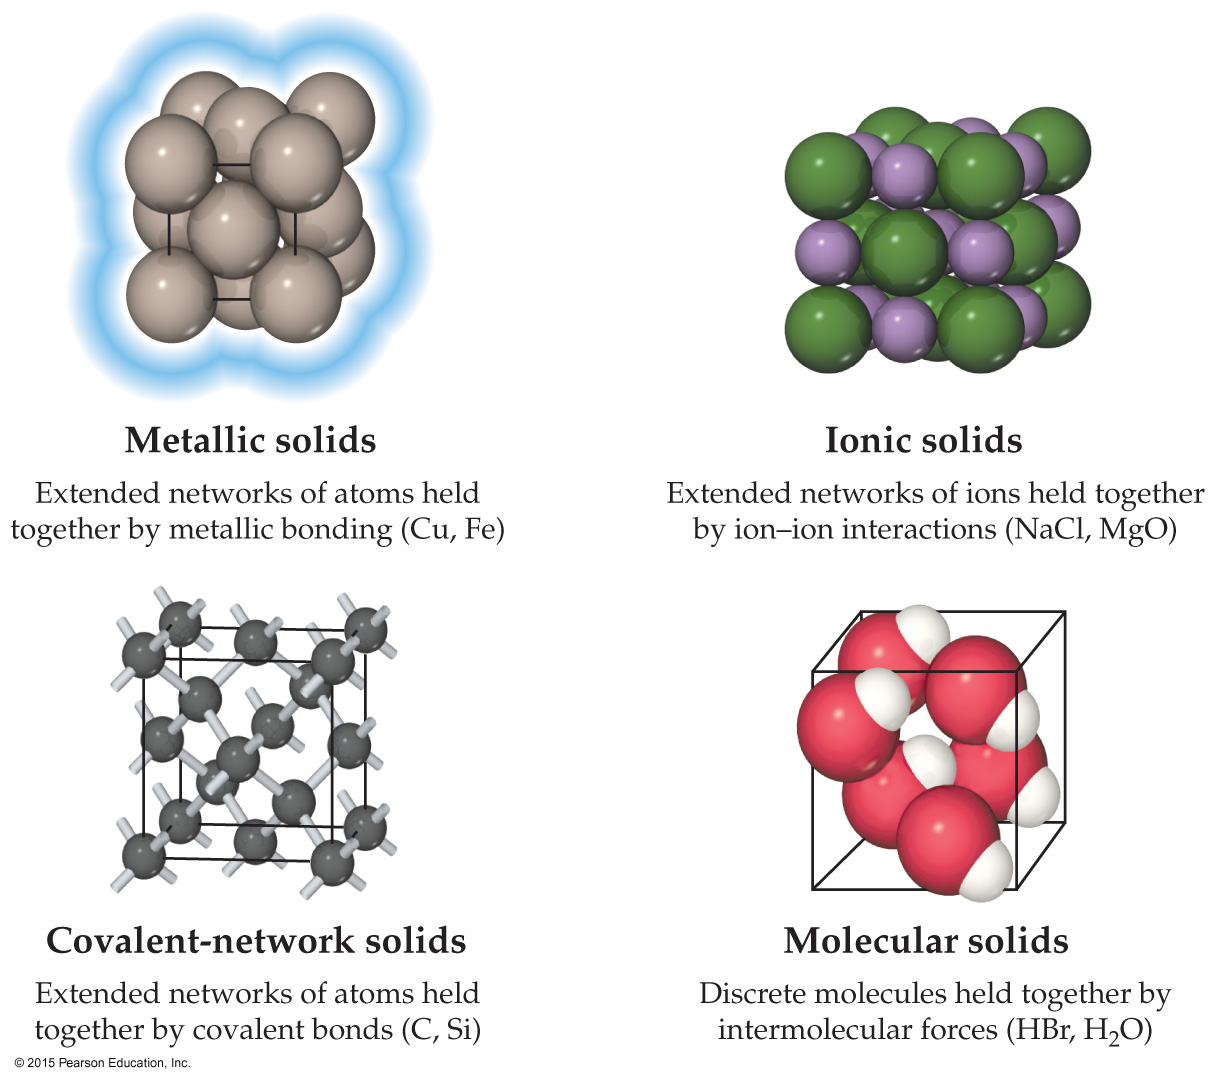 Metallic solids
Extended networks of atoms held
together by metallic bonding (Cu, Fe)
Ionic solids
Extended networks of ions held together
by ion–ion interactions (NaCl, MgO)
Covalent-network solids
Extended networks of atoms held
together by covalent bonds (C, Si)
Molecular solids
Discrete molecules held together by
intermolecular forces (HBr, H₂O)
© 2015 Pearson Education, Inc.